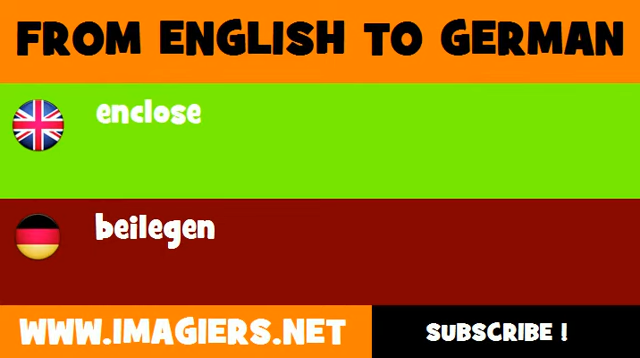 FROM ENGLISH TO GERMAN
enclose
beilegen
WWW.IMAGIERS.NET
SUBSCRIBE !